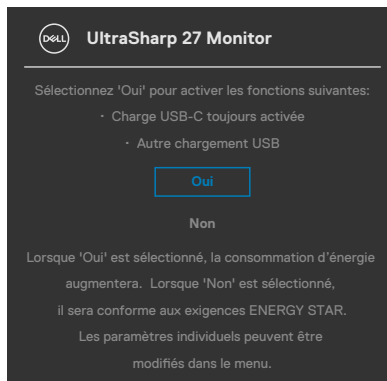 DELL
UltraSharp 27 Monitor
Sélectionnez 'Oui' pour activer les fonctions suivantes:
· Charge USB-C toujours activée
· Autre chargement USB
Oui
Non
Lorsque 'Oui' est sélectionné, la consommation d'énergie
augmentera. Lorsque 'Non' est sélectionné,
il sera conforme aux exigences ENERGY STAR.
Les paramètres individuels peuvent être
modifiés dans le menu.